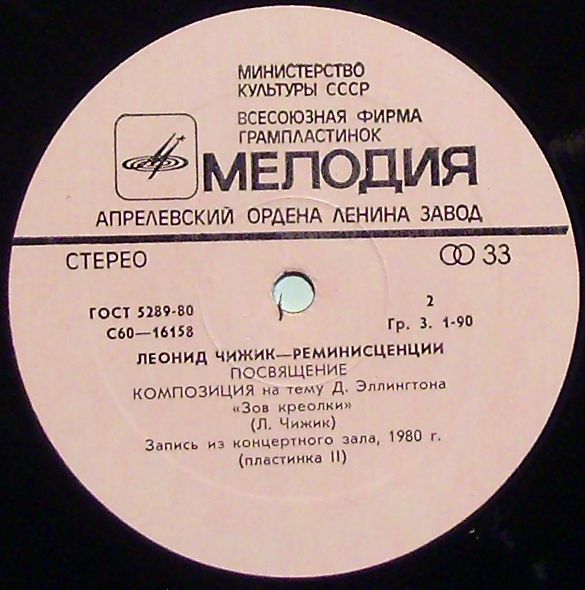 МИНИСТЕРСТВО
КУЛЬТУРЫ СССР
ВСЕСОЮЗНАЯ ФИРМА
ГРАМПЛАСТИНОК
МЕЛОДИЯ
АПРЕЛЕВСКИЙ ОРДЕНА ЛЕНИНА ЗАВОД
СТЕРЕО
33
ГОСТ 5289-80
С60—16158
2
Гр. 3. 1-90
ЛЕОНИД ЧИЖИК—РЕМИНИСЦЕНЦИИ
ПОСВЯЩЕНИЕ
КОМПОЗИЦИЯ на тему Д. Эллингтона
«Зов креолки»
(Л. Чижик)
Запись из концертного зала, 1980 г.
(пластинка II)